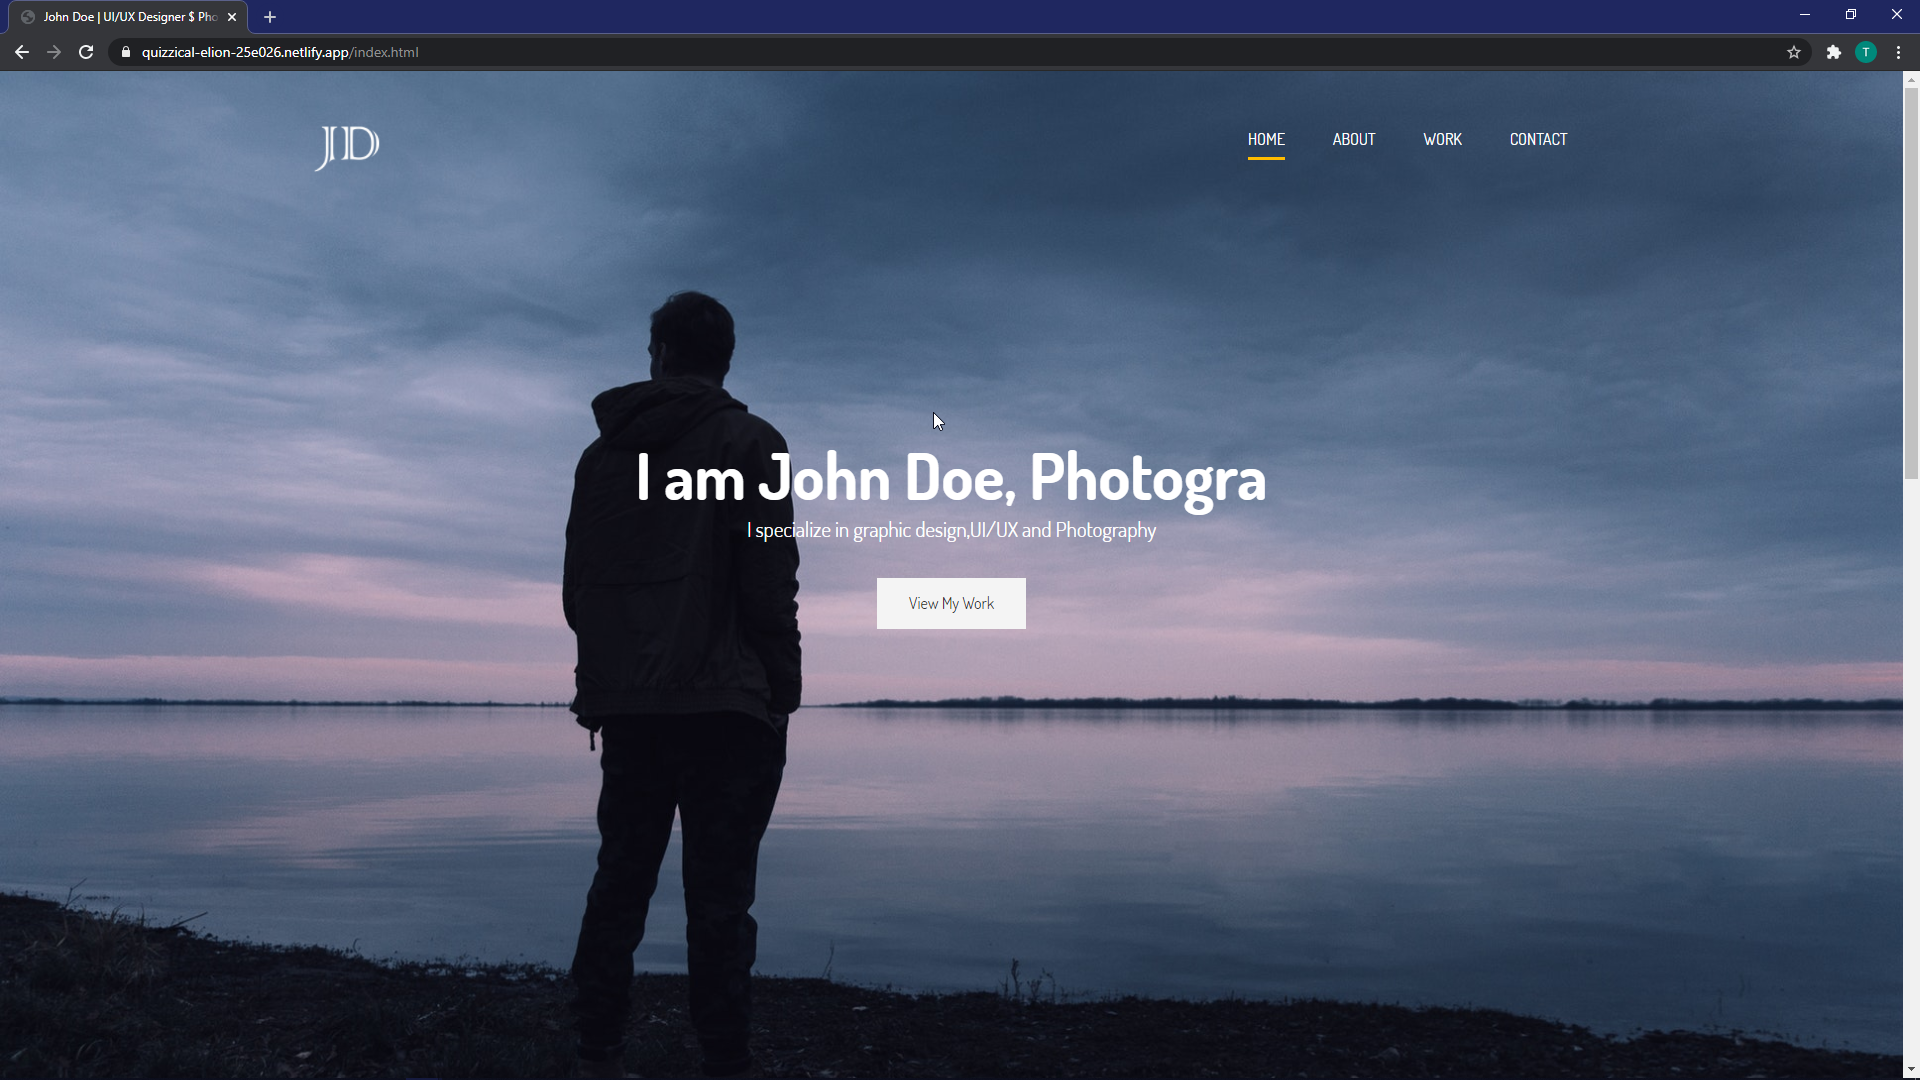 John Doe | UI/UX Designer $ Pho
quizzical-elion-25e026.netlify.app/index.html
T
JD
HOME ABOUT WORK CONTACT
I am John Doe, Photogra
I specialize in graphic design,UI/UX and Photography
View My Work